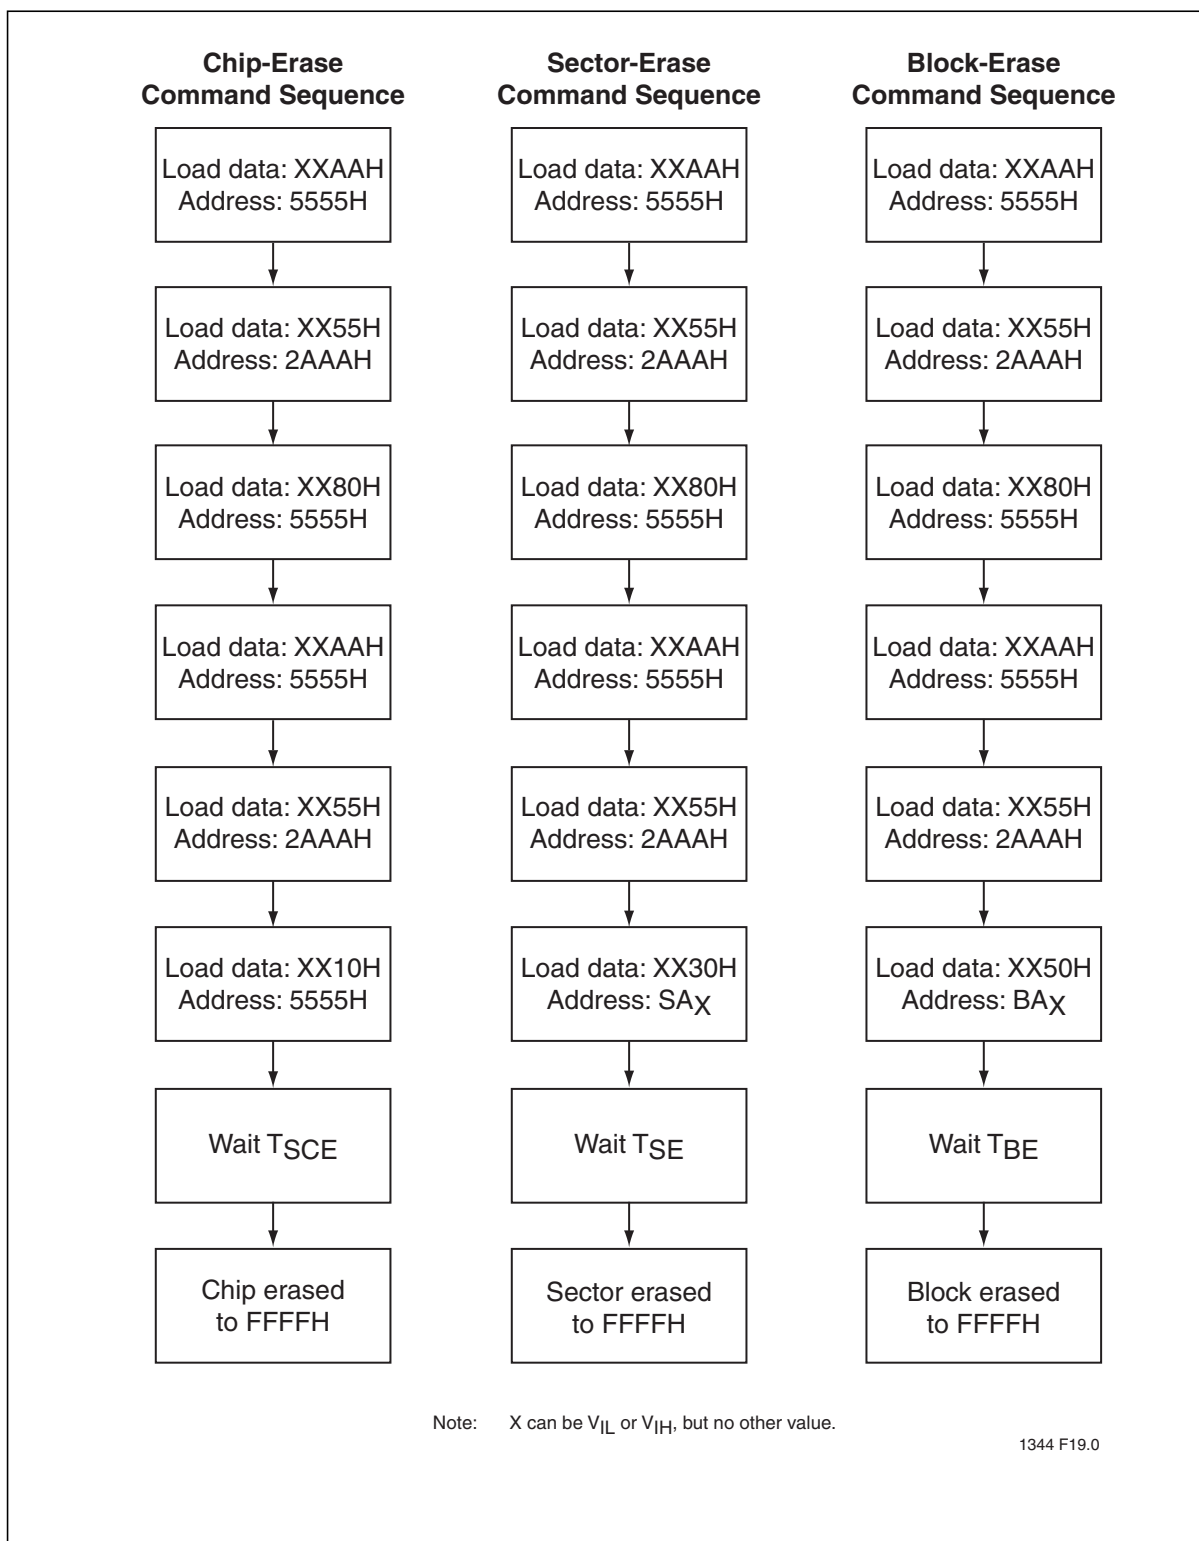 Chip-Erase
Command Sequence
Load data: XXAAH
Address: 5555H
Load data: XX55H
Address: 2AAAH
Load data: XX80H
Address: 5555H
Load data: XXAAH
Address: 5555H
Load data: XX55H
Address: 2AAAH
Load data: XX10H
Address: 5555H
Wait TSCE
Chip erased
to FFFFH
Sector-Erase
Command Sequence
Load data: XXAAH
Address: 5555H
Load data: XX55H
Address: 2AAAH
Load data: XX80H
Address: 5555H
Load data: XXAAH
Address: 5555H
Load data: XX55H
Address: 2AAAH
Load data: XX30H
Address: SAX
Wait TSE
Sector erased
to FFFFH
Block-Erase
Command Sequence
Load data: XXAAH
Address: 5555H
Load data: XX55H
Address: 2AAAH
Load data: XX80H
Address: 5555H
Load data: XXAAH
Address: 5555H
Load data: XX55H
Address: 2AAAH
Load data: XX50H
Address: BAX
Wait TBE
Block erased
to FFFFH
Note: X can be VIL or VIH, but no other value.
1344 F19.0